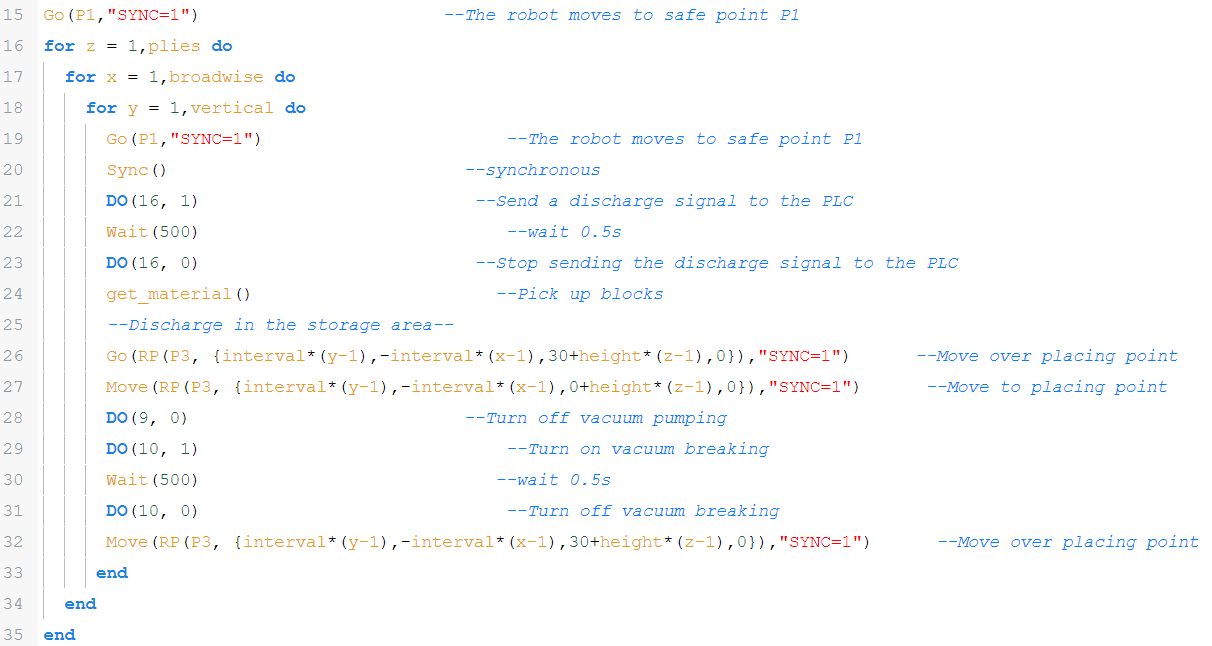 15 Go(P1,"SYNC=1") --The robot moves to safe point P1
16 for z = 1,plies do
17 for x = 1,broadwise do
18 for y = 1,vertical do
19 Go(P1,"SYNC=1") --The robot moves to safe point P1
20 Sync() --synchronous
21 DO(16, 1) --Send a discharge signal to the PLC
22 Wait(500) --wait 0.5s
23 DO(16, 0) --Stop sending the discharge signal to the PLC
24 get_material() --Pick up blocks
25 --Discharge in the storage area--
26 Go(RP(P3, {interval*(y-1),-interval*(x-1),30+height*(z-1),0}),"SYNC=1") --Move over placing point
27 Move(RP(P3, {interval*(y-1),-interval*(x-1),0+height*(z-1),0}),"SYNC=1") --Move to placing point
28 DO(9, 0) --Turn off vacuum pumping
29 DO(10, 1) --Turn on vacuum breaking
30 Wait(500) --wait 0.5s
31 DO(10, 0) --Turn off vacuum breaking
32 Move(RP(P3, {interval*(y-1),-interval*(x-1),30+height*(z-1),0}),"SYNC=1") --Move over placing point
33 end
34 end
35 end